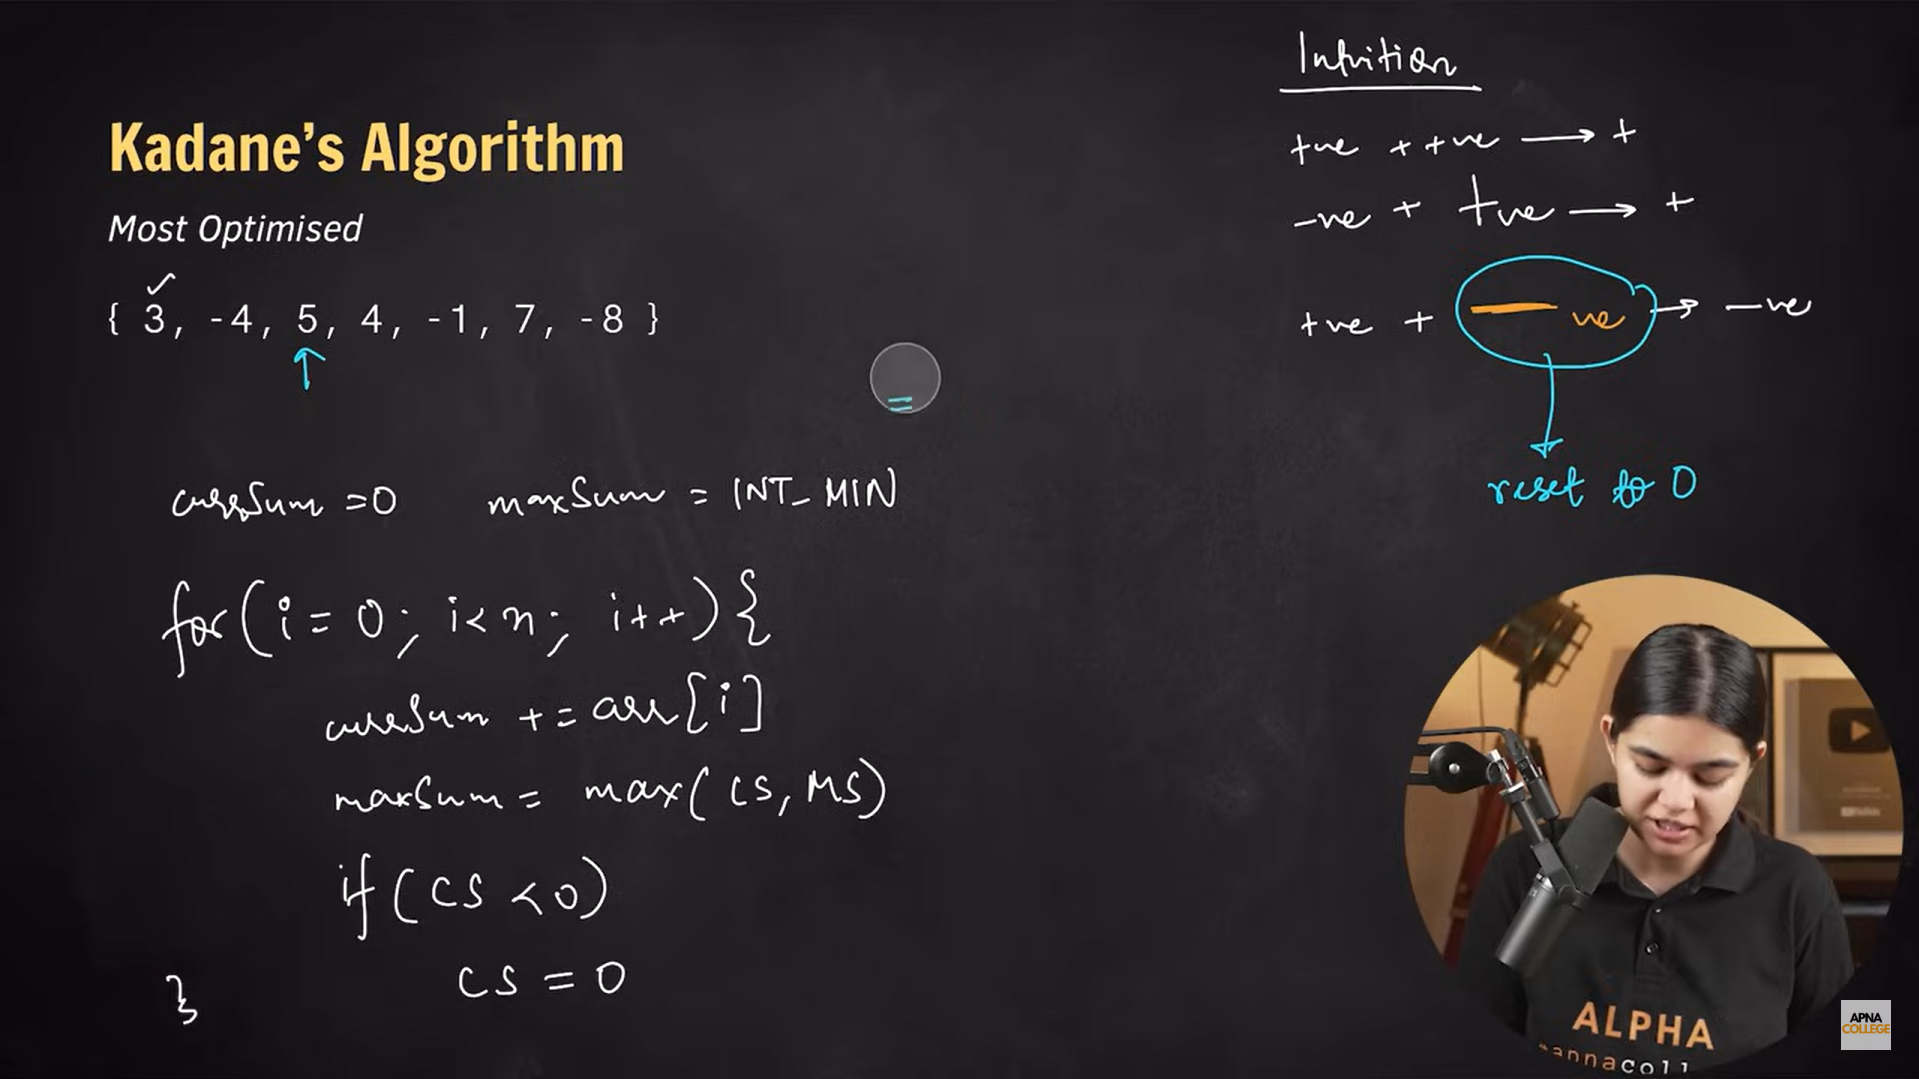 Kadane's Algorithm
Most Optimised
{ 3, -4, 5, 4, -1, 7, -8 }
currSum = 0 maxSum = INT_MIN
for(i = 0; i < n; i++){
currSum += arr[i]
maxSum = max(CS, MS)
if(CS < 0)
CS = 0
}
Intuition
+ve + +ve → +
-ve + +ve → +
+ve + -ve → -ve
reset to 0
ALPHA
APNA
COLLEGE